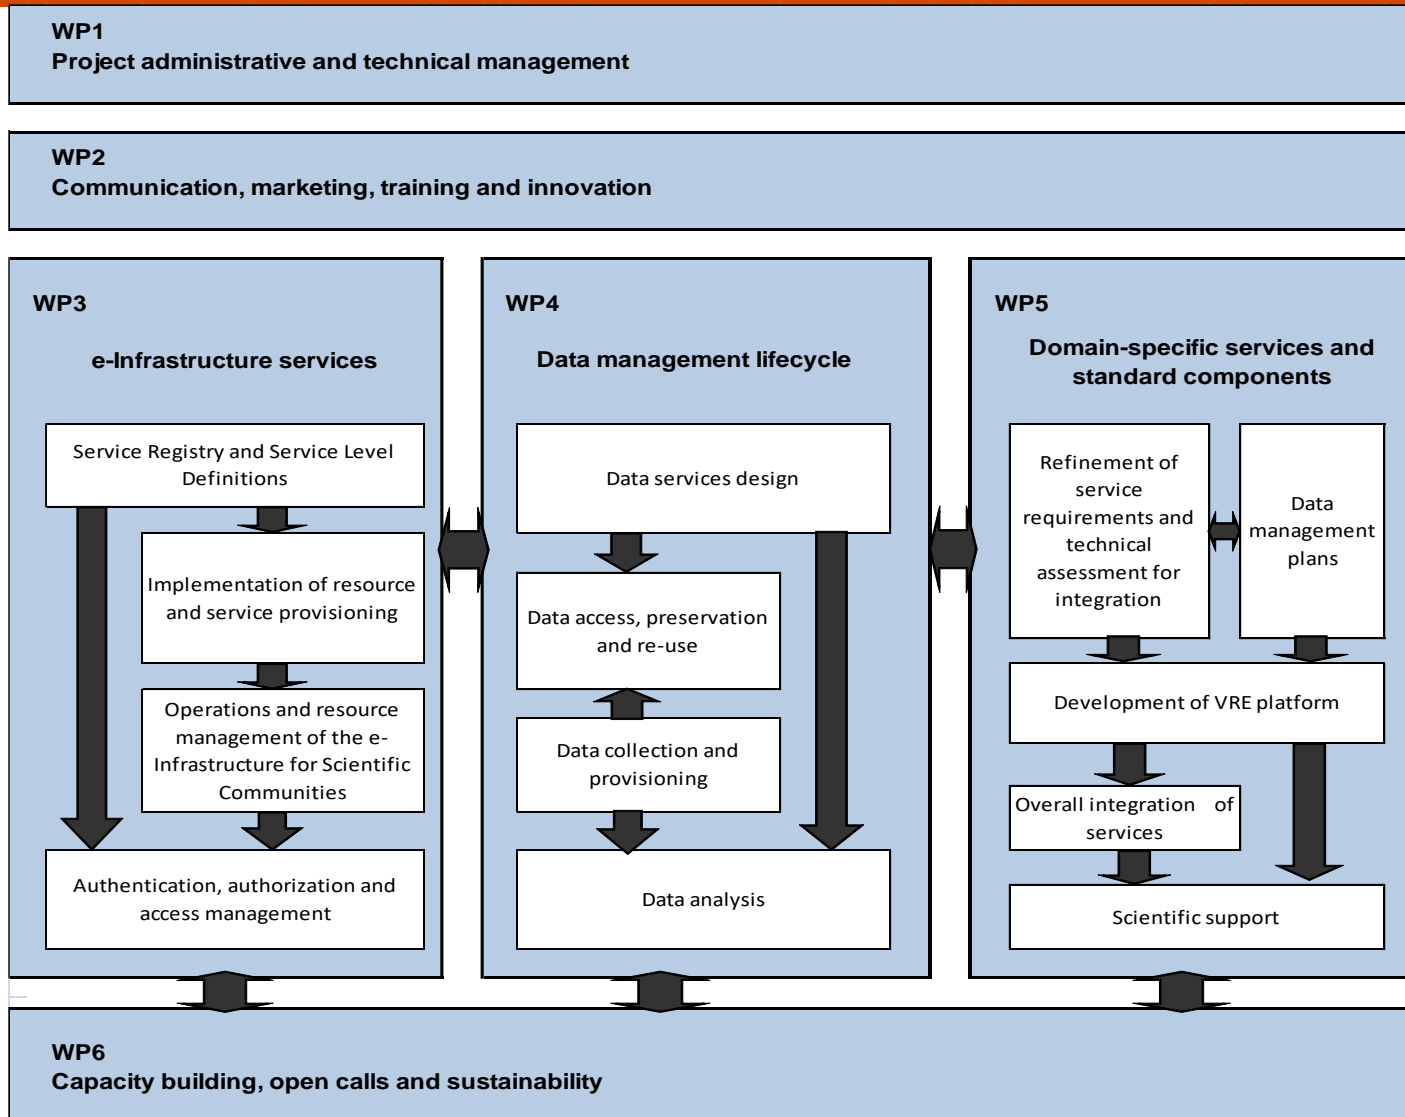 WP1
Project administrative and technical management
WP2
Communication, marketing, training and innovation
WP3
e-Infrastructure services
Service Registry and Service Level
Definitions
Implementation of resource
and service provisioning
Operations and resource
management of the e-
Infrastructure for Scientific
Communities
Authentication, authorization and
access management
WP4
Data management lifecycle
Data services design
Data access, preservation
and re-use
Data collection and
provisioning
Data analysis
WP5
Domain-specific services and
standard components
Refinement of
service
requirements and
technical
assessment for
integration
Data
management
plans
Development of VRE platform
Overall integration of
services
Scientific support
WP6
Capacity building, open calls and sustainability